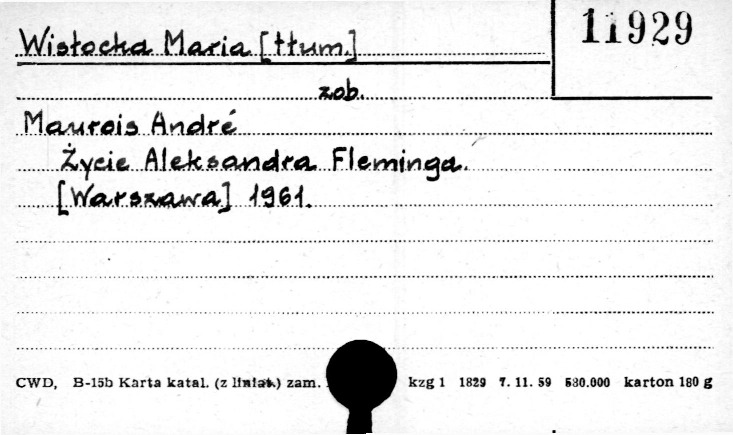 Wisłocka Maria [tłum.]
11929
zob.
Maurois André
Życie Aleksandra Fleminga.
[Warszawa] 1961.
CWD, B-15b Karta katal. (z liniat.) zam. kzg 1 1829 7. 11. 59 530.000 karton 180 g